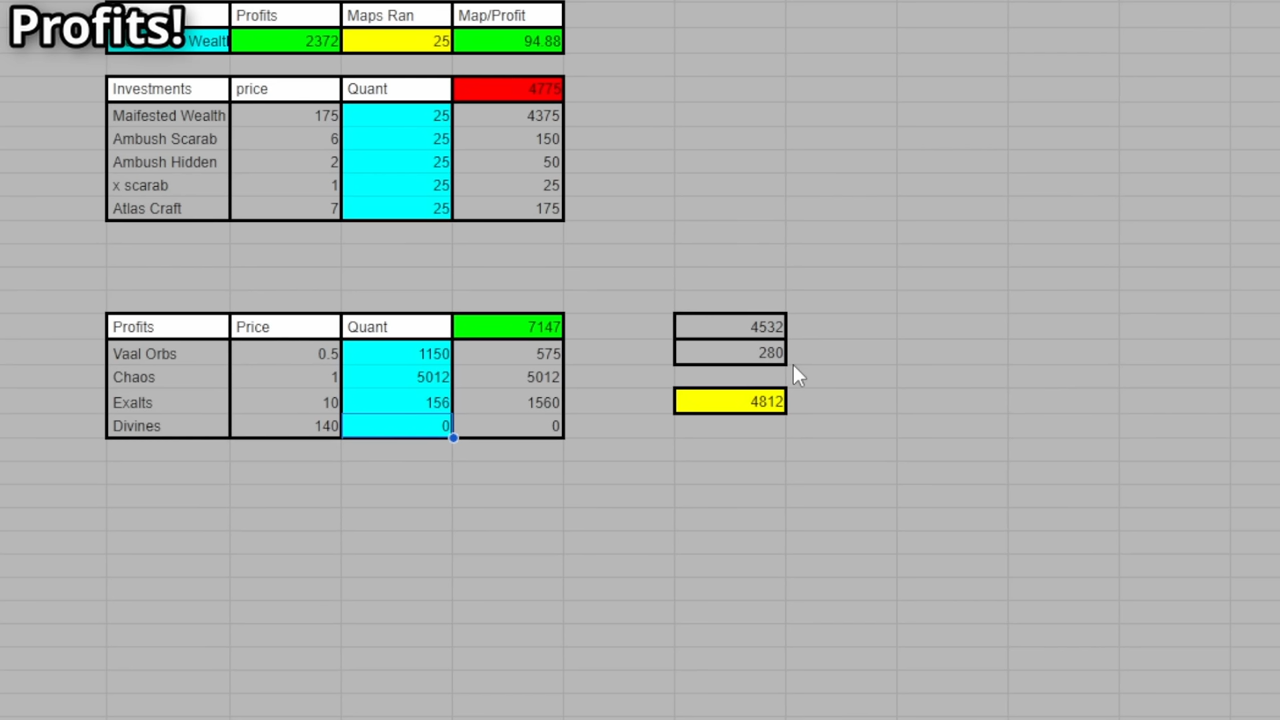 Profits!
Profits Maps Ran Map/Profit
Wealth 2372 25 94.88
Investments price Quant 4775
Maifested Wealth 175 25 4375
Ambush Scarab 6 25 150
Ambush Hidden 2 25 50
x scarab 1 25 25
Atlas Craft 7 25 175
Profits Price Quant 7147 4532
Vaal Orbs 0.5 1150 575 280
Chaos 1 5012 5012
Exalts 10 156 1560 4812
Divines 140 0 0